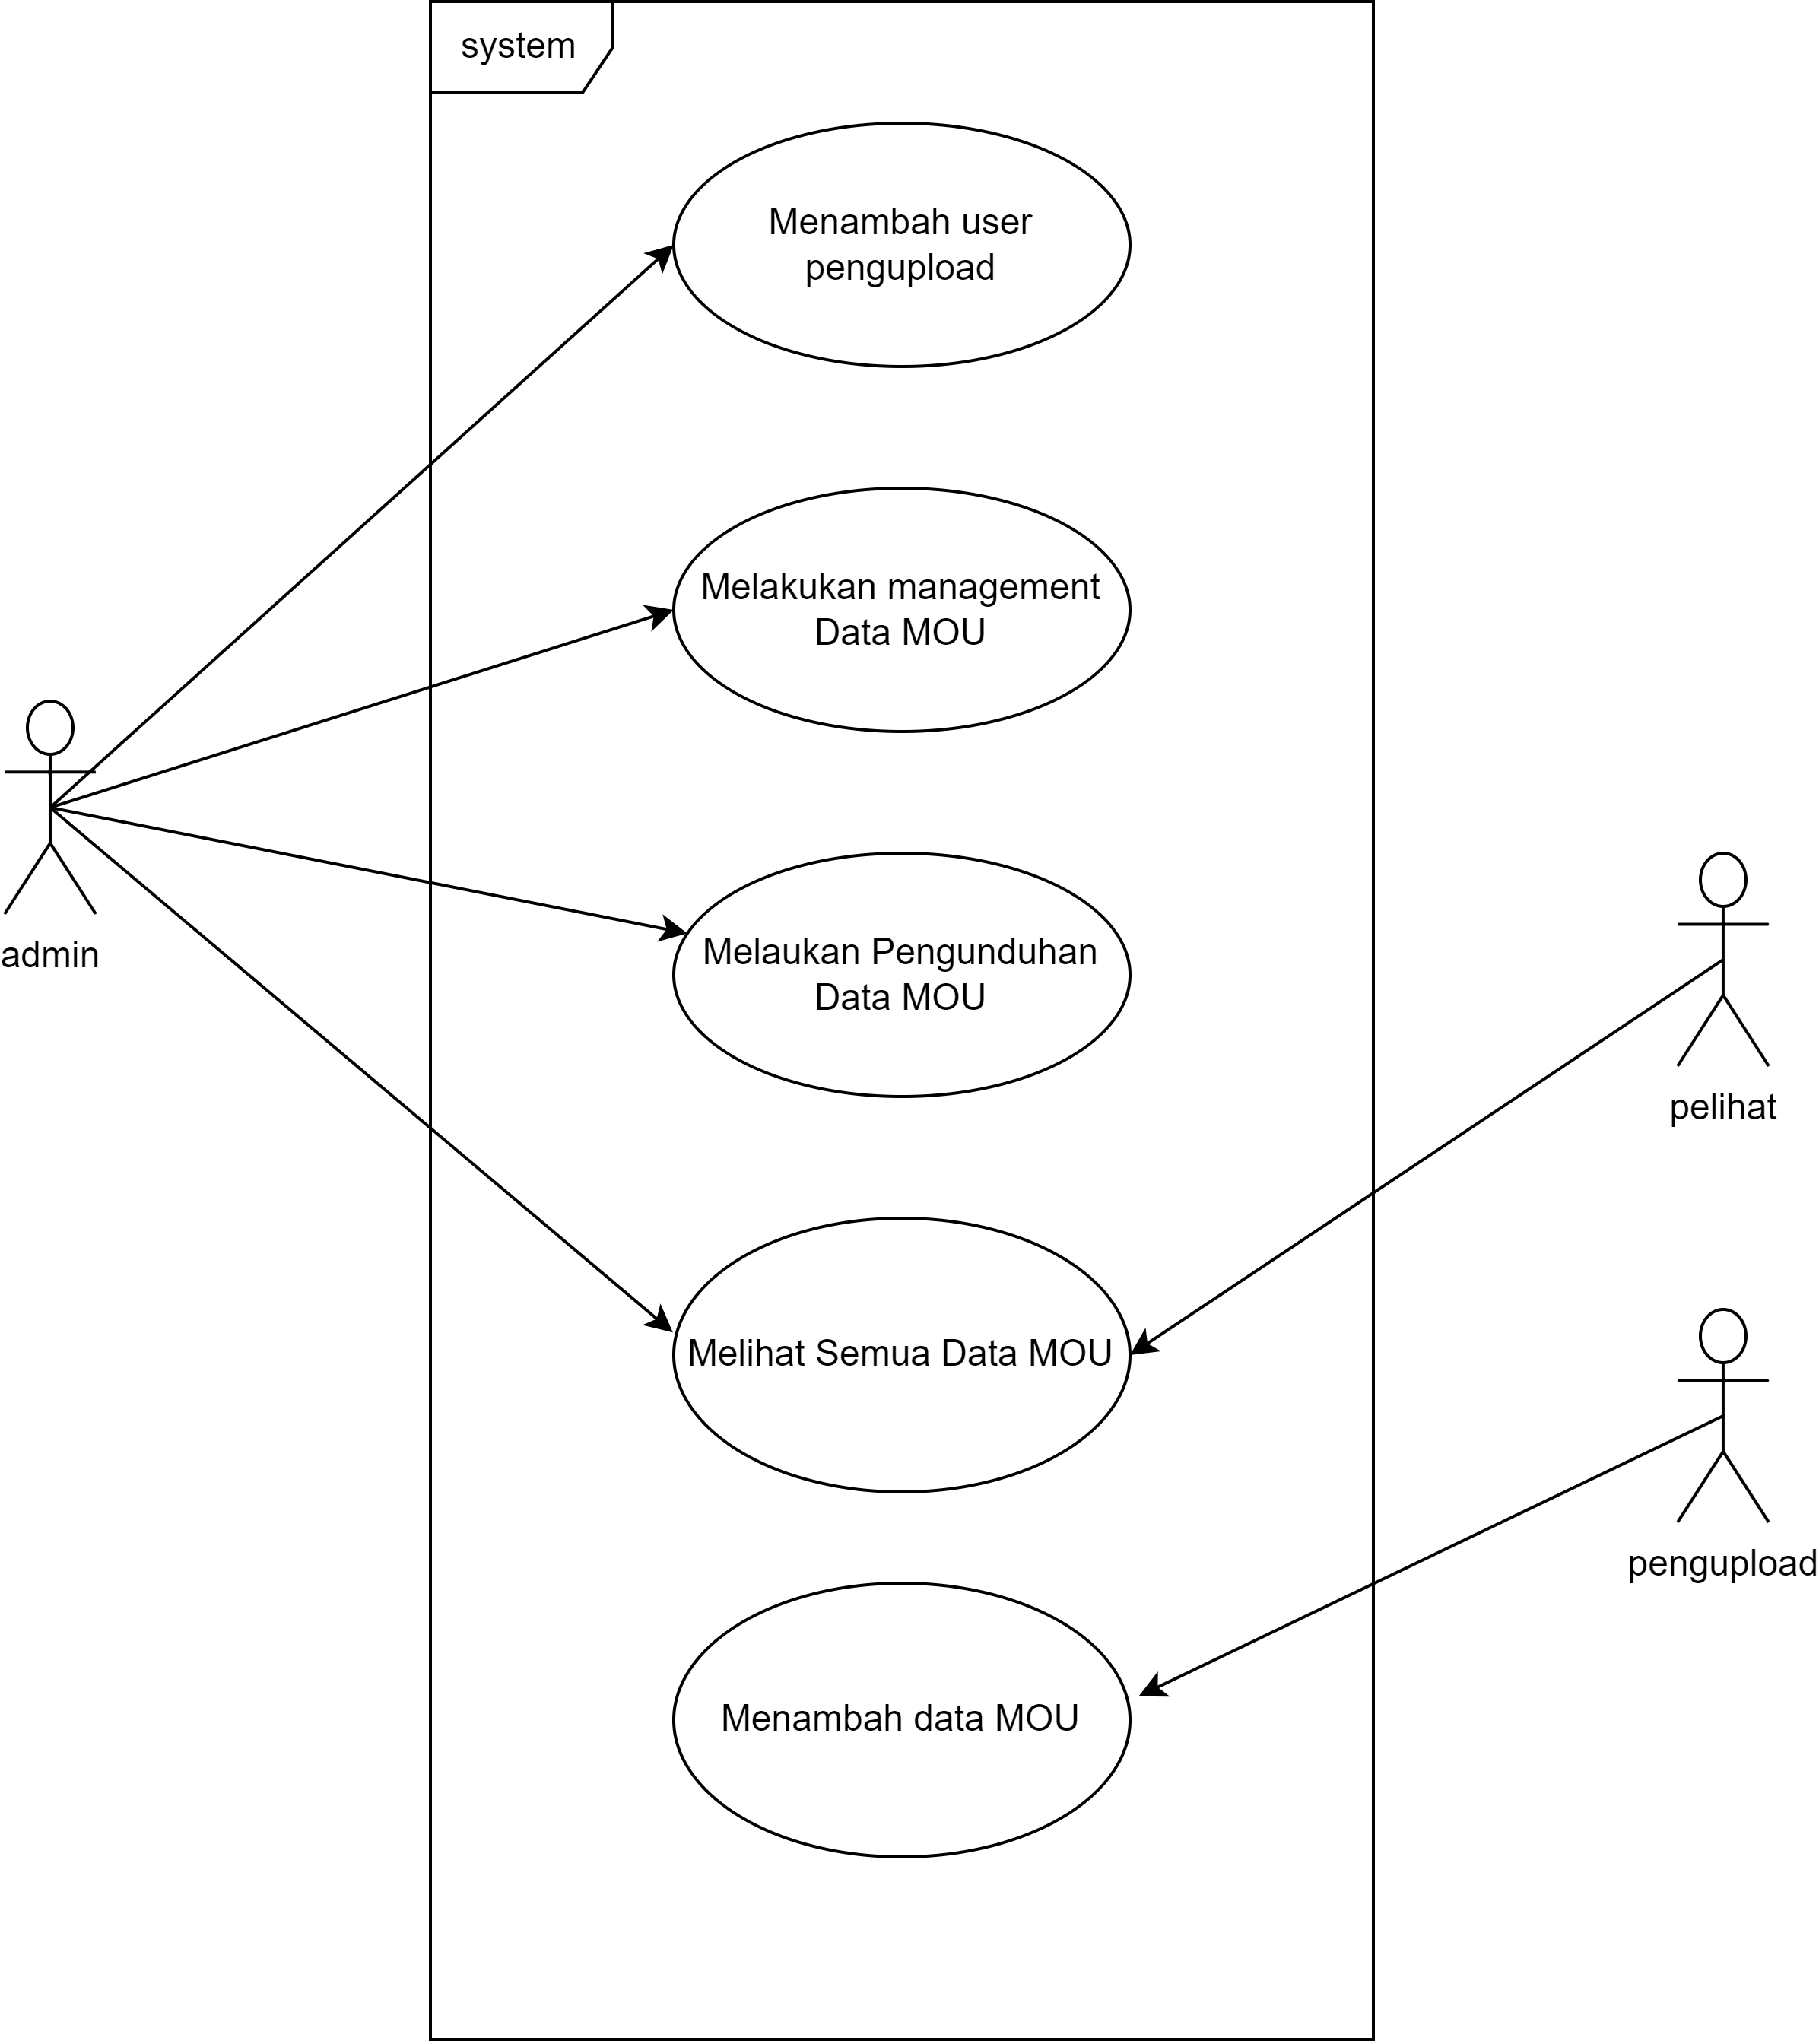 system
Menambah user
pengupload
Melakukan management
Data MOU
admin
Melaukan Pengunduhan
Data MOU
pelihat
Melihat Semua Data MOU
pengupload
Menambah data MOU